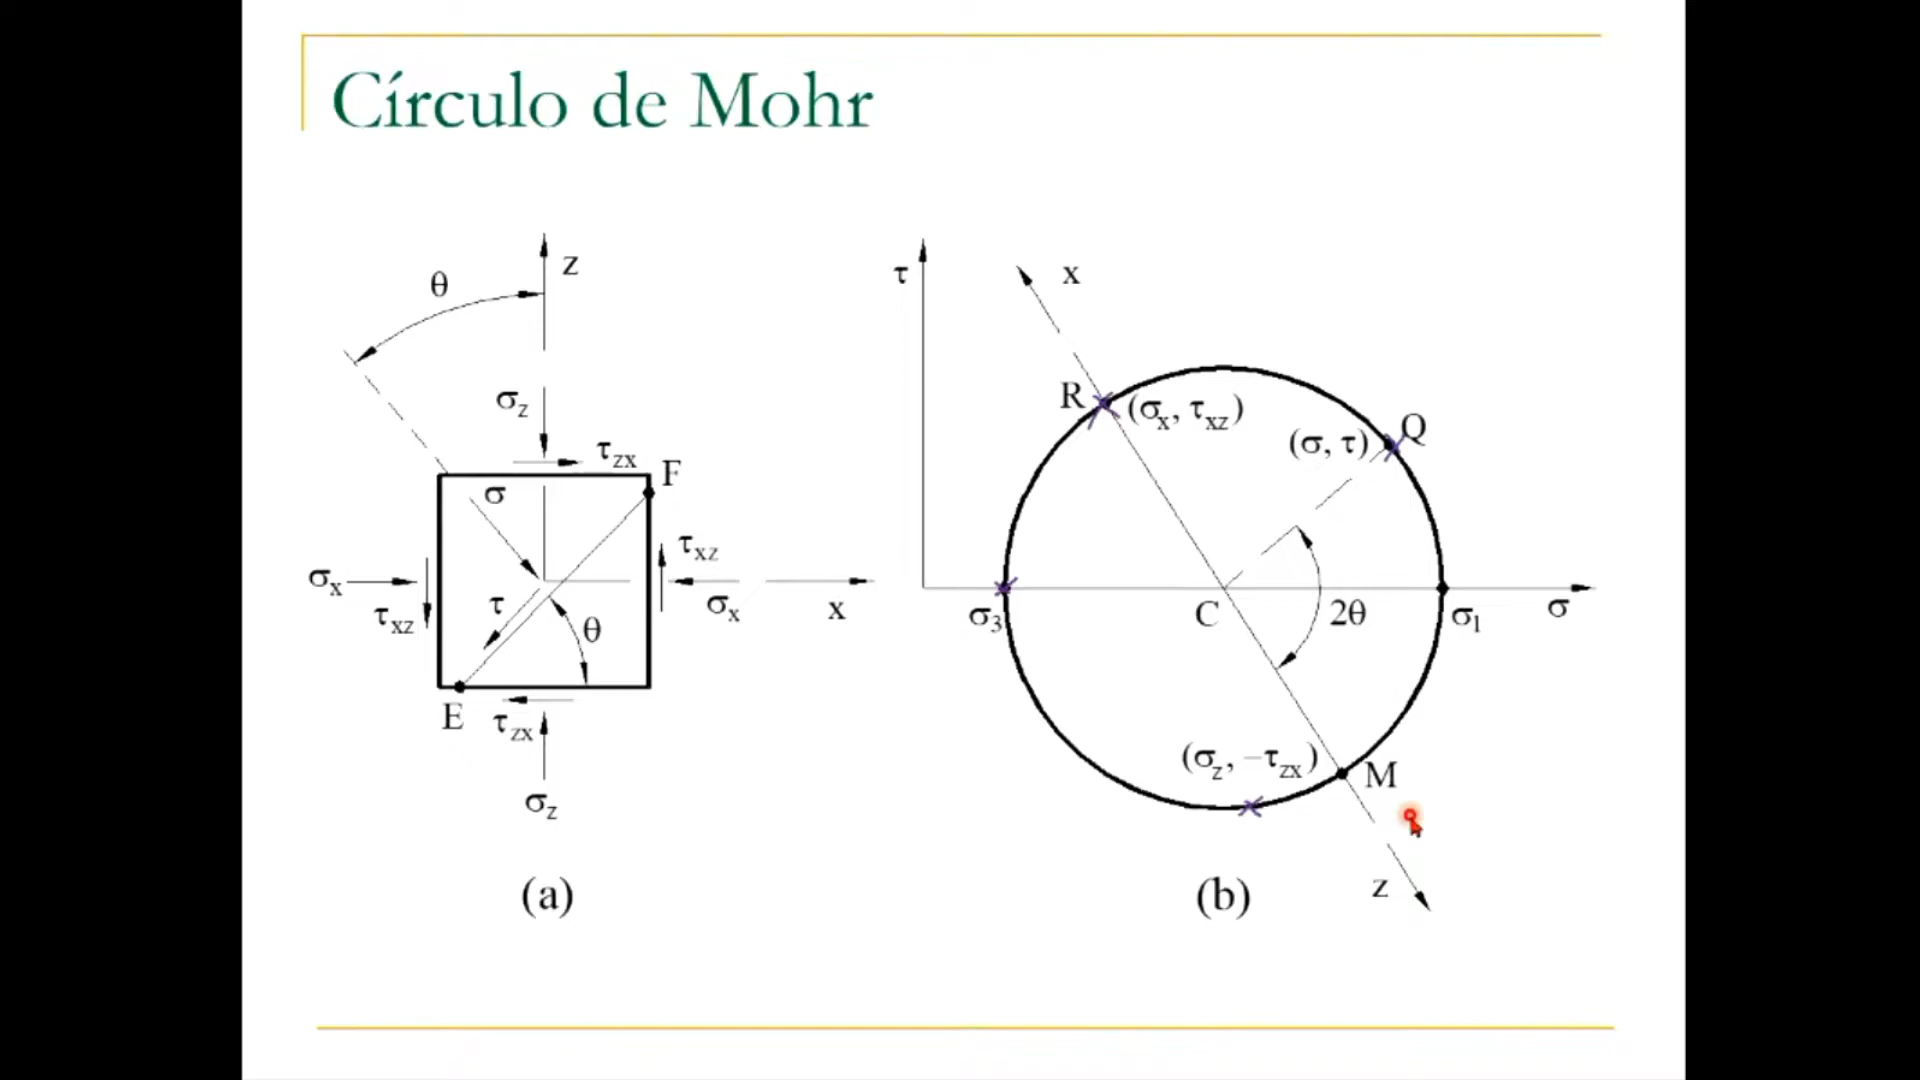 Círculo de Mohr
θ
z
σz
τzx
F
σ
τxz
σx
τxz
τ
θ
σx
x
E
τzx
σz
(a)
τ
x
R
(σx, τxz)
(σ, τ)
Q
σ3
C
2θ
σ1
σ
(σz, −τzx)
M
z
(b)